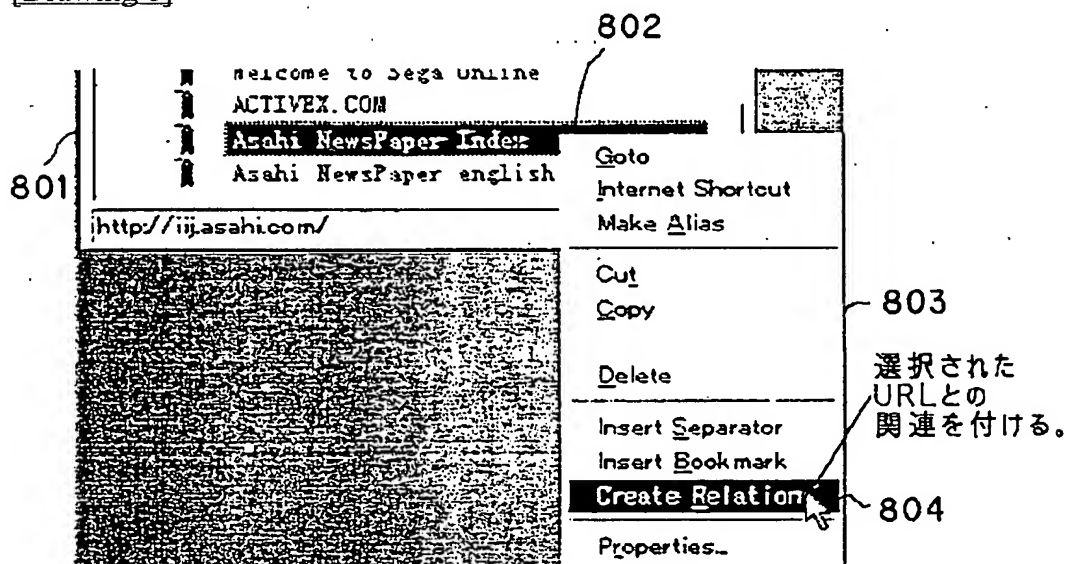 802
Welcome to Sega Online
ACTIVEX.COM
Asahi NewsPaper Index
Asahi NewsPaper english
801
http://iij.asahi.com/
Goto
Internet Shortcut
Make Alias
Cut
Copy
803
Delete
選択された
URLとの
関連を付ける。
Insert Separator
Insert Bookmark
Create Relation
804
Properties...